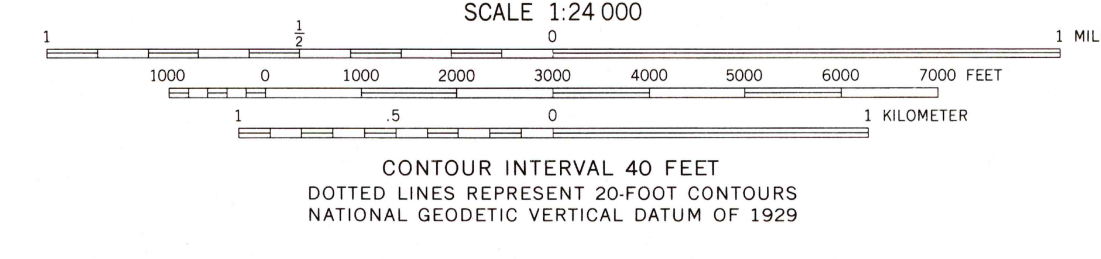 SCALE 1:24 000
1 1/2 0 1 MIL
1000 0 1000 2000 3000 4000 5000 6000 7000 FEET
1 .5 0 1 KILOMETER
CONTOUR INTERVAL 40 FEET
DOTTED LINES REPRESENT 20-FOOT CONTOURS
NATIONAL GEODETIC VERTICAL DATUM OF 1929